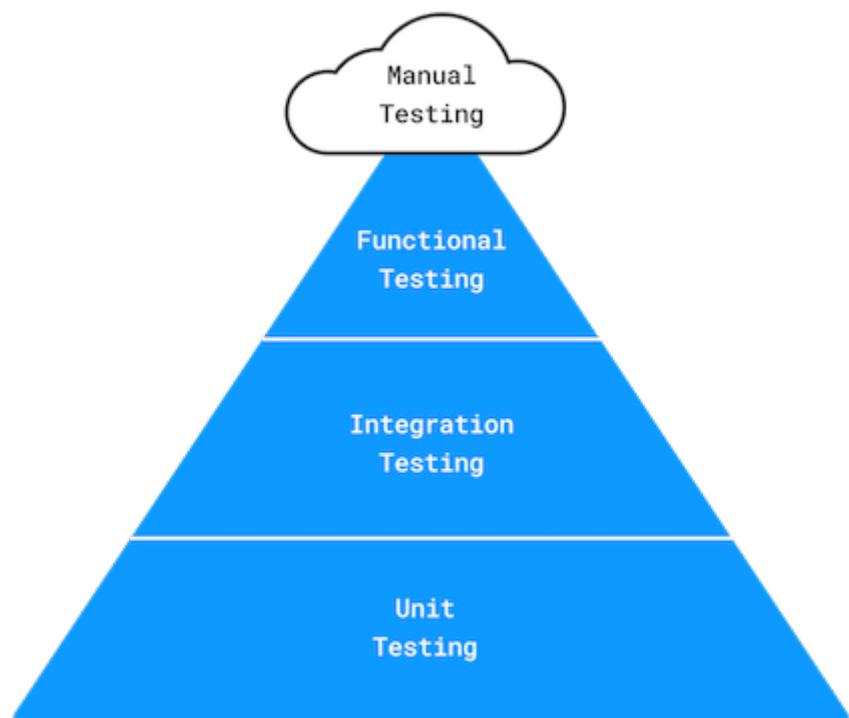 Manual
Testing
Functional
Testing
Integration
Testing
Unit
Testing